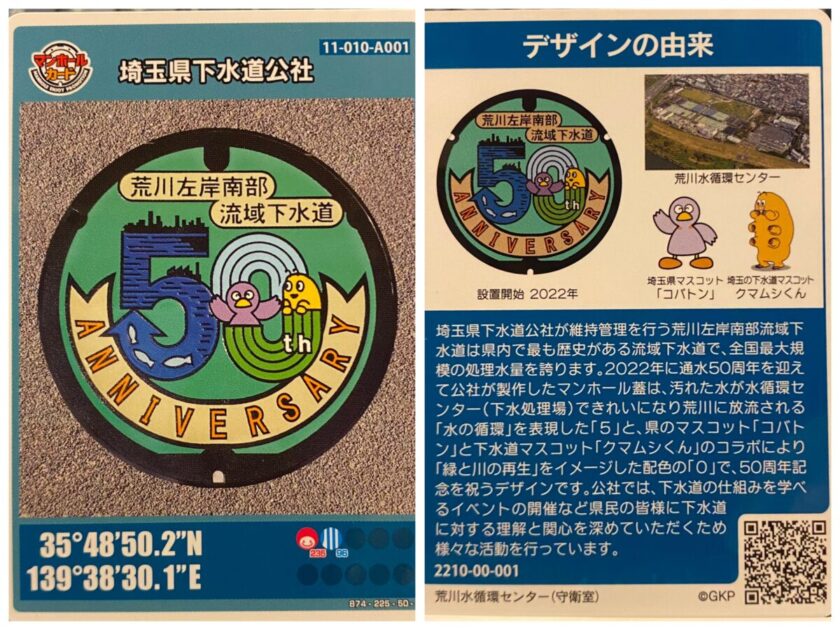 11-010-A001
マンホール
カード
埼玉県下水道公社
荒川左岸南部
流域下水道
50th
ANNIVERSARY
35°48'50.2"N
139°38'30.1"E
235
96
デザインの由来
荒川左岸南部
流域下水道
50th
ANNIVERSARY
設置開始 2022年
荒川水循環センター
埼玉県マスコット
「コバトン」
埼玉の下水道マスコット
クマムシくん
埼玉県下水道公社が維持管理を行う荒川左岸南部流域下
水道は県内で最も歴史がある流域下水道で、全国最大規
模の処理水量を誇ります。2022年に通水50周年を迎え
て公社が製作したマンホール蓋は、汚れた水が水循環セ
ンター(下水処理場)できれいになり荒川に放流される
「水の循環」を表現した「5」と、県のマスコット「コバト
ン」と下水道マスコット「クマムシくん」のコラボにより
「緑と川の再生」をイメージした配色の「0」で、50周年記
念を祝うデザインです。公社では、下水道の仕組みを学べ
るイベントの開催など県民の皆様に下水道
に対する理解と関心を深めていただくため
様々な活動を行っています。
2210-00-001
荒川水循環センター(守衛室)
©GKP